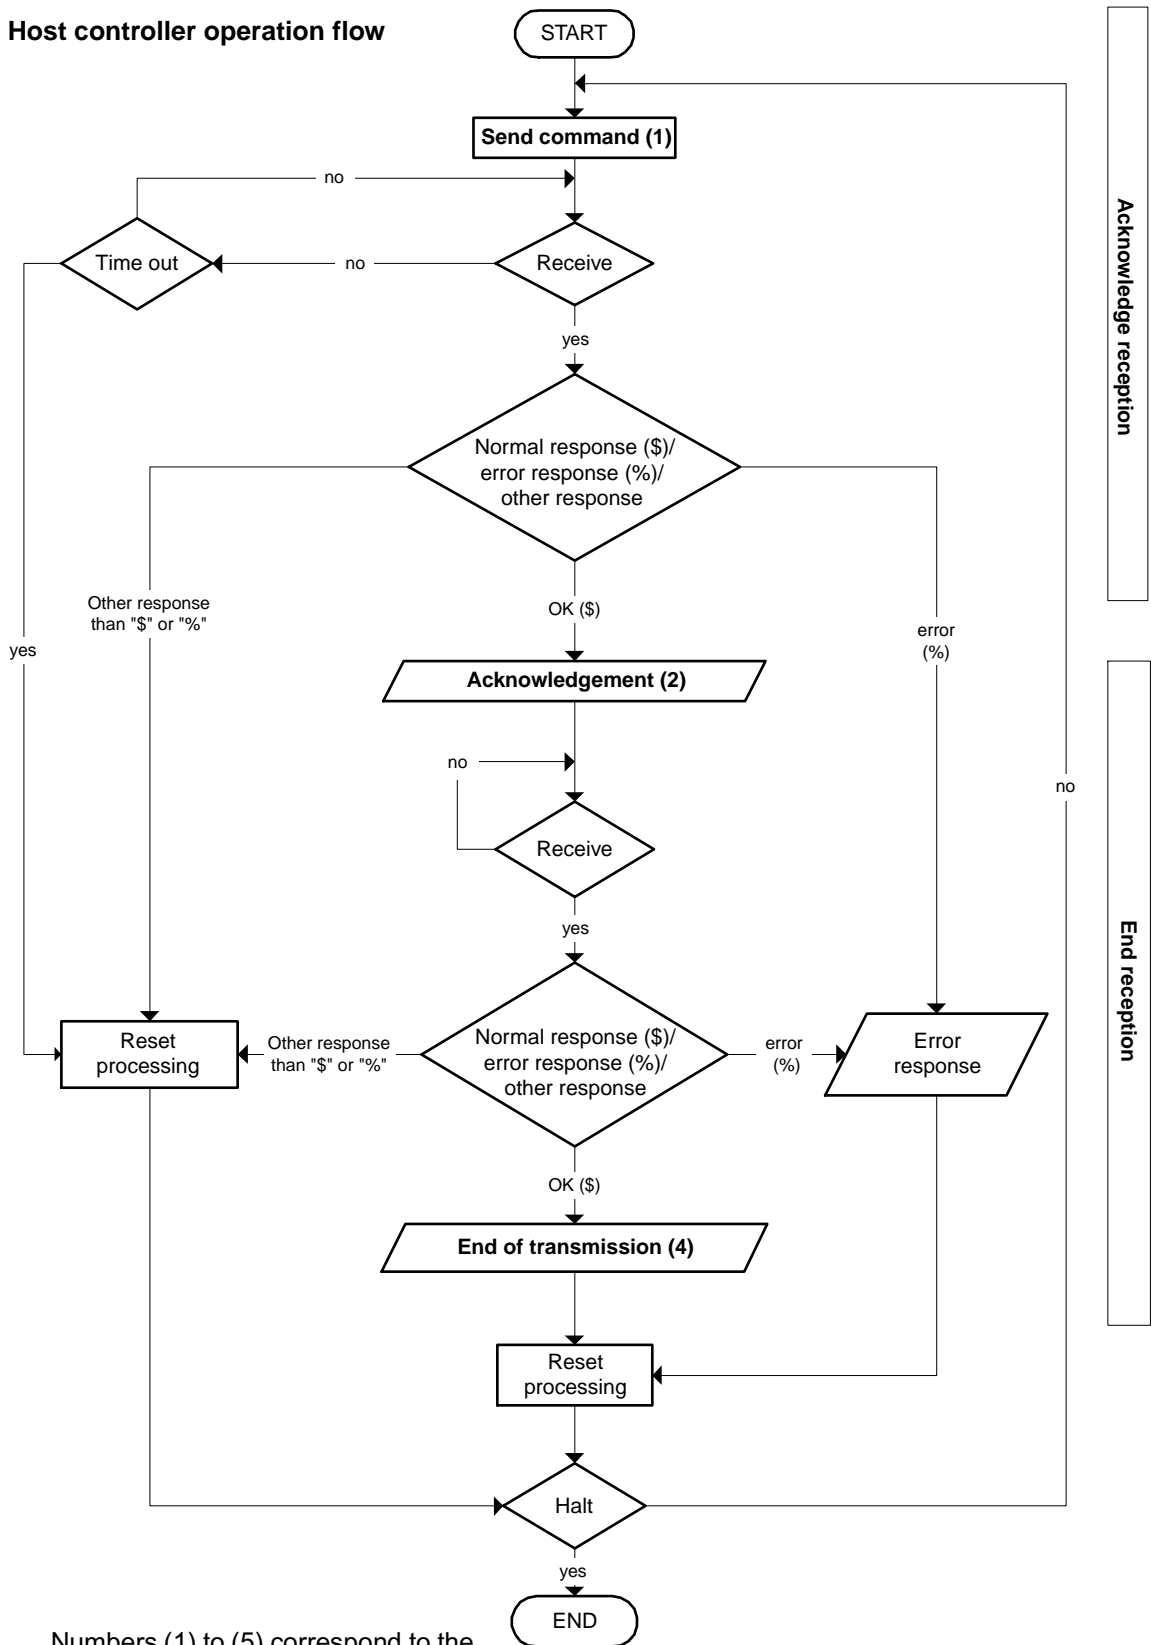 Host controller operation flow
START
Send command (1)
no
Time out
no
Receive
yes
Normal response ($)/
error response (%)/
other response
Other response
than "$" or "%"
OK ($)
error
(%)
yes
Acknowledgement (2)
no
Receive
no
yes
Reset
processing
Other response
than "$" or "%"
Normal response ($)/
error response (%)/
other response
error
(%)
Error
response
OK ($)
End of transmission (4)
Reset
processing
Halt
yes
END
Acknowledge reception
End reception
Numbers (1) to (5) correspond to the